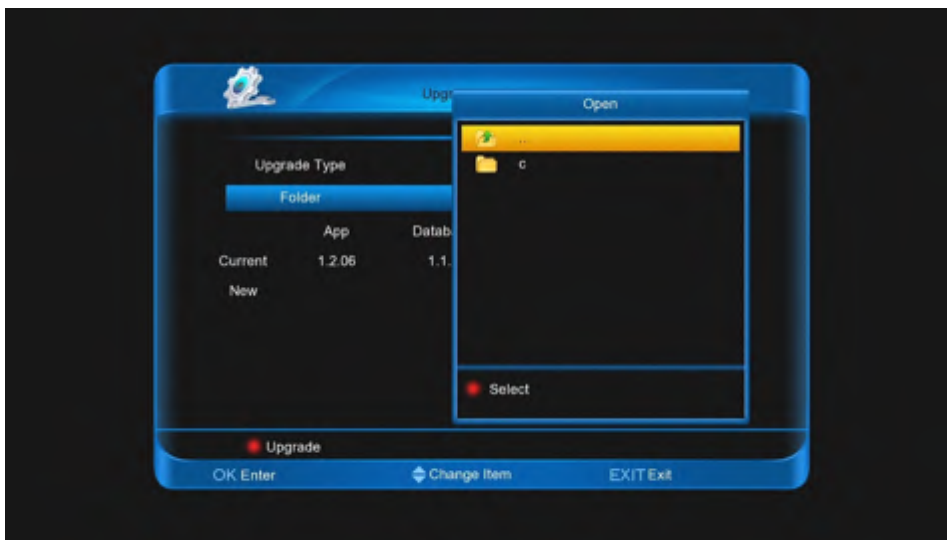 Upgr
Open
..
Upgrade Type
c
Folder
App Datab
Current 1.2.06 1.1.
New
Select
Upgrade
OK Enter Change Item EXIT Exit